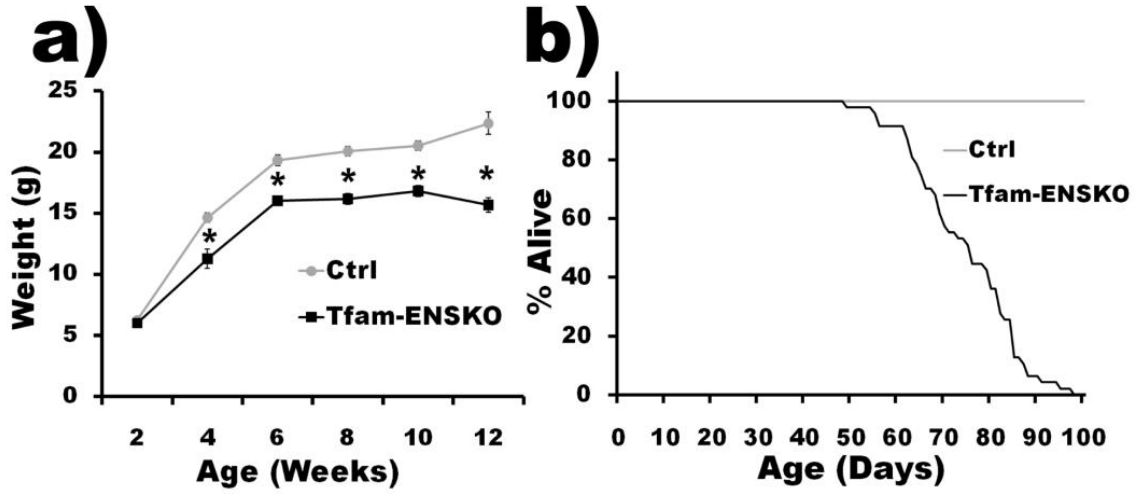 a)
Weight (g)
25
20
15
10
5
0
* * * * *
Ctrl
Tfam-ENSKO
2 4 6 8 10 12
Age (Weeks)
b)
% Alive
100
80
60
40
20
0
Ctrl
Tfam-ENSKO
0 10 20 30 40 50 60 70 80 90 100
Age (Days)